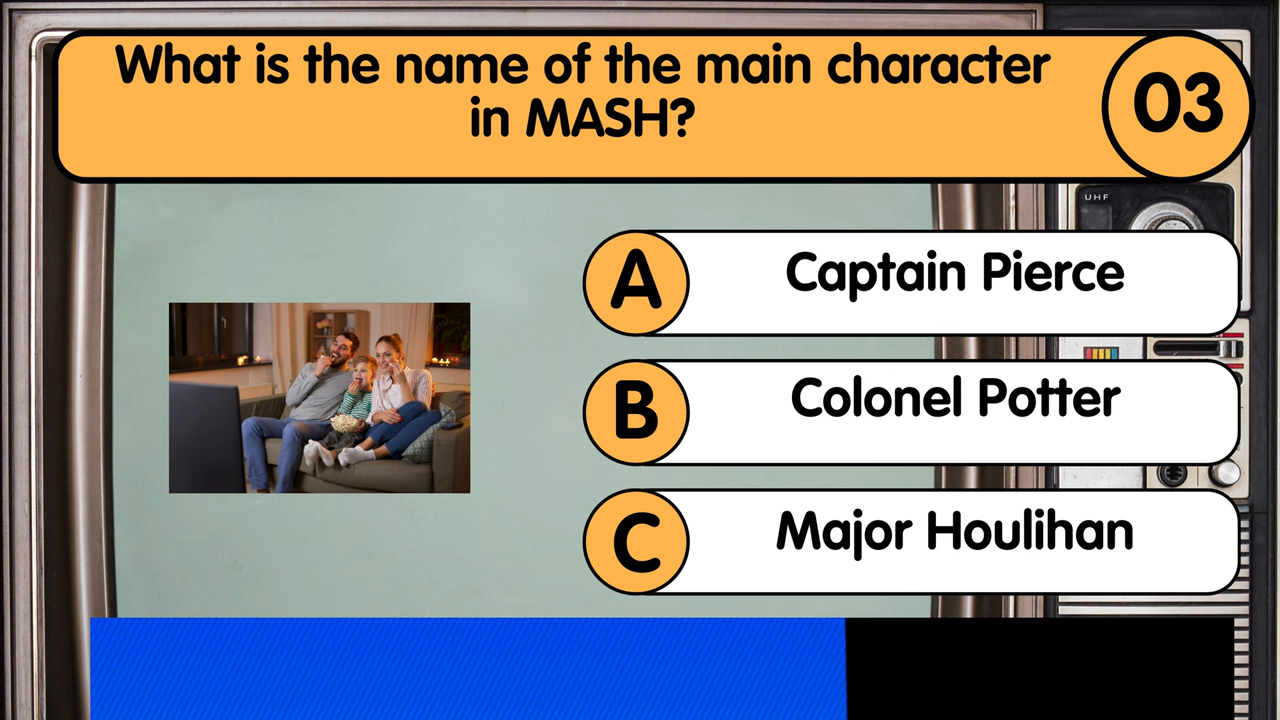 What is the name of the main character
in MASH?
03
UHF
A
Captain Pierce
B
Colonel Potter
C
Major Houlihan